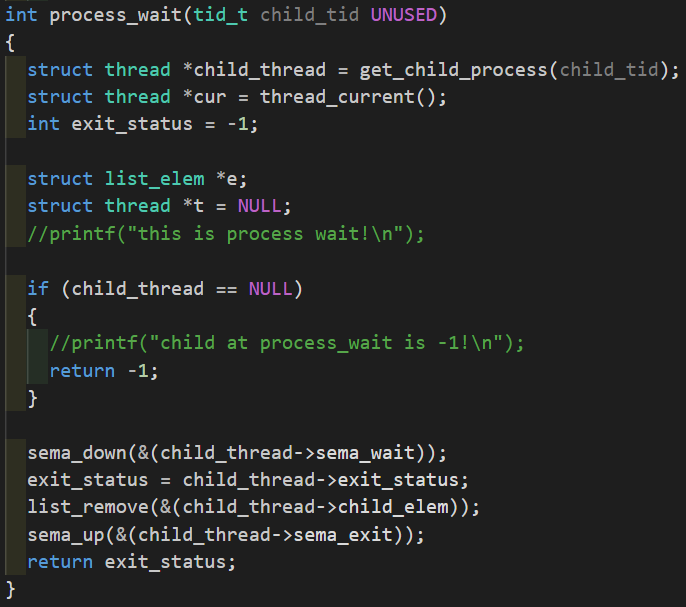 int process_wait(tid_t child_tid UNUSED)
{
struct thread *child_thread = get_child_process(child_tid);
struct thread *cur = thread_current();
int exit_status = -1;
struct list_elem *e;
struct thread *t = NULL;
//printf("this is process wait!\n");
if (child_thread == NULL)
{
//printf("child at process_wait is -1!\n");
return -1;
}
sema_down(&(child_thread->sema_wait));
exit_status = child_thread->exit_status;
list_remove(&(child_thread->child_elem));
sema_up(&(child_thread->sema_exit));
return exit_status;
}